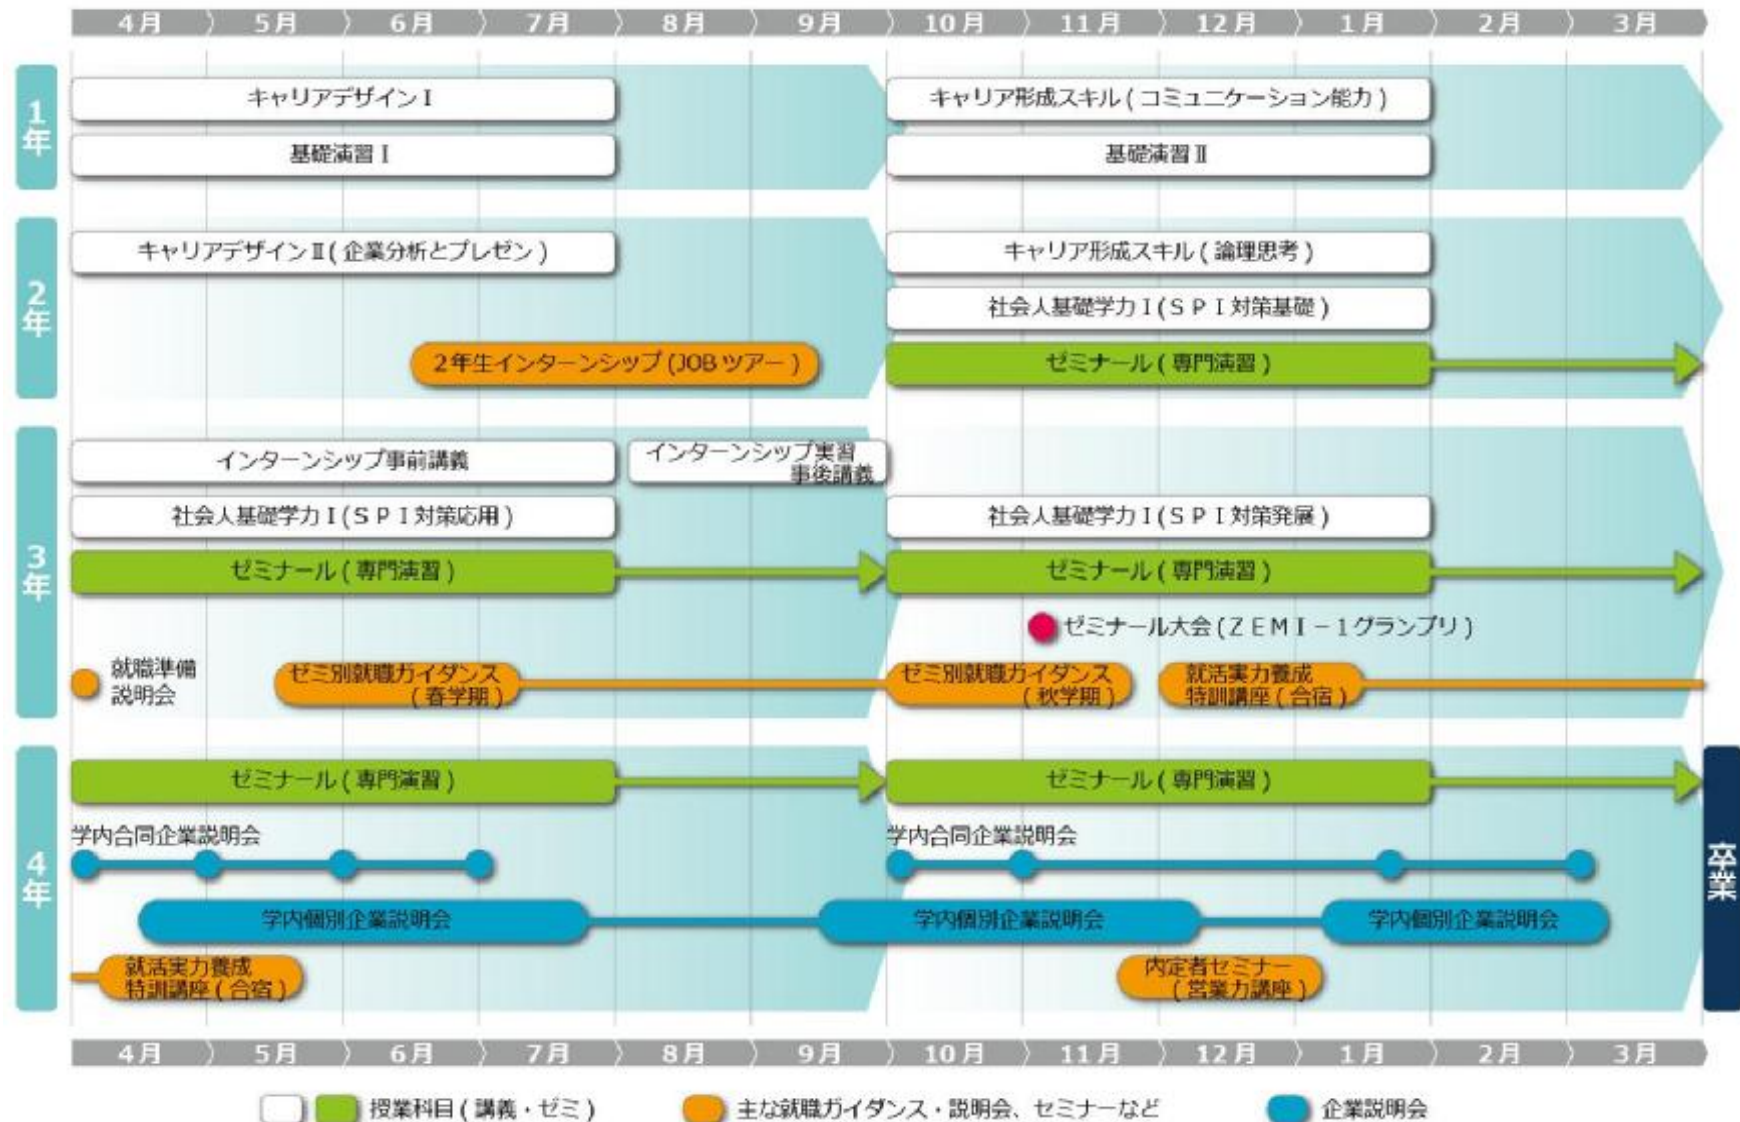 4月 5月 6月 7月 8月 9月 10月 11月 12月 1月 2月 3月
1年
キャリアデザインⅠ
キャリア形成スキル(コミュニケーション能力)
基礎演習Ⅰ
基礎演習Ⅱ
2年
キャリアデザインⅡ(企業分析とプレゼン)
キャリア形成スキル(論理思考)
社会人基礎学力Ⅰ(SPI対策基礎)
2年生インターンシップ(JOBツアー)
ゼミナール(専門演習)
3年
インターンシップ事前講義
インターンシップ実習
事後講義
社会人基礎学力Ⅰ(SPI対策応用)
社会人基礎学力Ⅰ(SPI対策発展)
ゼミナール(専門演習)
ゼミナール(専門演習)
ゼミナール大会(ZEMI-1グランプリ)
就職準備
説明会
ゼミ別就職ガイダンス
(春学期)
ゼミ別就職ガイダンス
(秋学期)
就活実力養成
特訓講座(合宿)
4年
ゼミナール(専門演習)
ゼミナール(専門演習)
学内合同企業説明会
学内合同企業説明会
学内個別企業説明会
学内個別企業説明会
学内個別企業説明会
就活実力養成
特訓講座(合宿)
内定者セミナー
(営業力講座)
卒業
4月 5月 6月 7月 8月 9月 10月 11月 12月 1月 2月 3月
授業科目(講義・ゼミ)
主な就職ガイダンス・説明会、セミナーなど
企業説明会